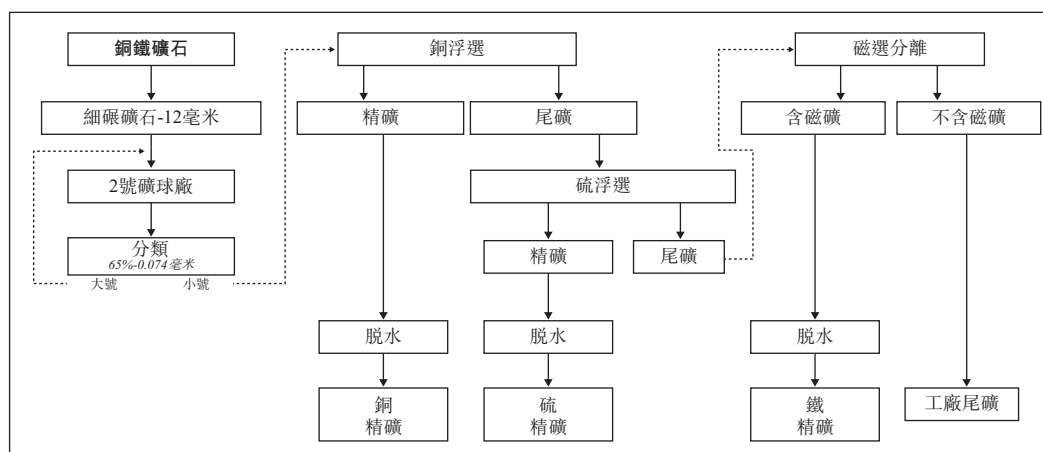 銅鐵礦石
細碾礦石-12毫米
2號礦球廠
分類
65%-0.074毫米
大號
小號
銅浮選
精礦
尾礦
硫浮選
精礦
尾礦
脱水
銅
精礦
脱水
硫
精礦
磁選分離
含磁礦
不含磁礦
脱水
鐵
精礦
工廠尾礦